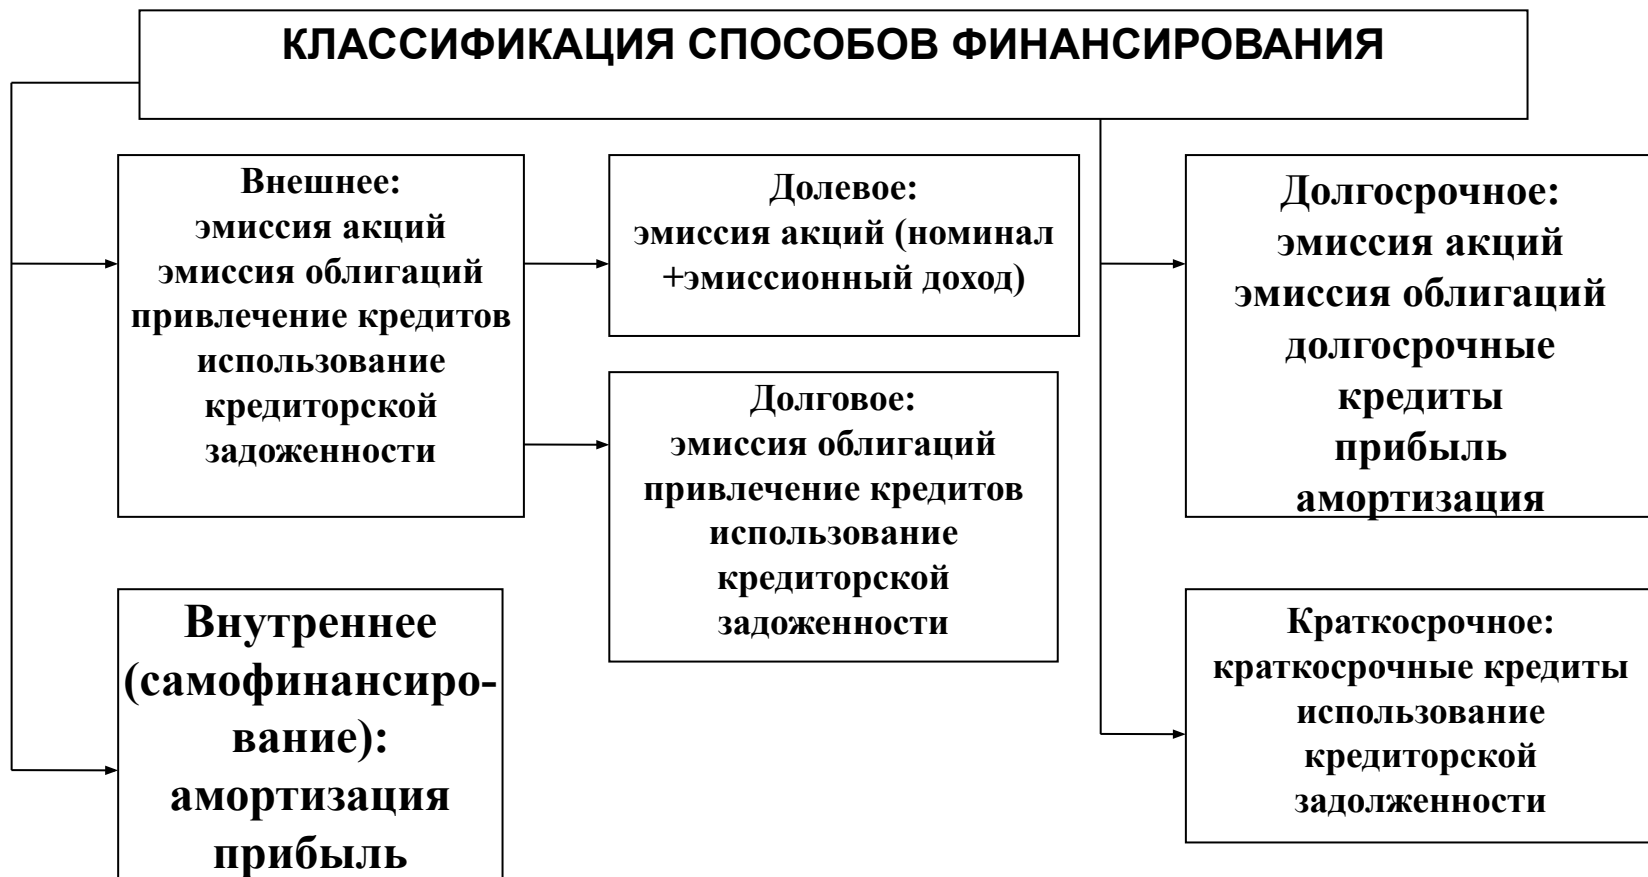 КЛАССИФИКАЦИЯ СПОСОБОВ ФИНАНСИРОВАНИЯ
Внешнее:
эмиссия акций
эмиссия облигаций
привлечение кредитов
использование
кредиторской
задоженности
Долевое:
эмиссия акций (номинал
+эмиссионный доход)
Долговое:
эмиссия облигаций
привлечение кредитов
использование
кредиторской
задоженности
Долгосрочное:
эмиссия акций
эмиссия облигаций
долгосрочные
кредиты
прибыль
амортизация
Внутреннее
(самофинансиро-
вание):
амортизация
прибыль
Краткосрочное:
краткосрочные кредиты
использование
кредиторской
задолженности